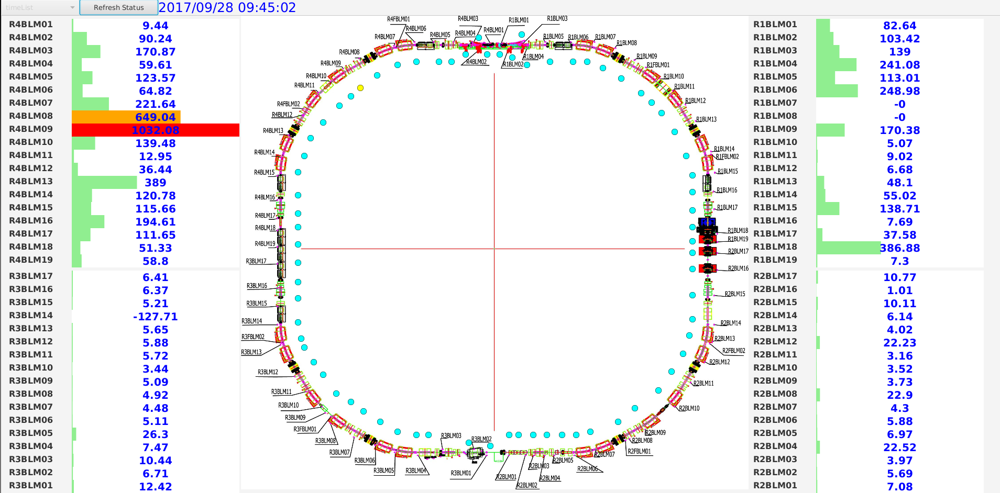 timeList Refresh Status 2017/09/28 09:45:02
R4BLM01 9.44
R4BLM02 90.24
R4BLM03 170.87
R4BLM04 59.61
R4BLM05 123.57
R4BLM06 64.82
R4BLM07 221.64
R4BLM08 649.04
R4BLM09 1032.08
R4BLM10 139.48
R4BLM11 12.95
R4BLM12 36.44
R4BLM13 389
R4BLM14 120.78
R4BLM15 115.66
R4BLM16 194.61
R4BLM17 111.65
R4BLM18 51.33
R4BLM19 58.8
R3BLM17 6.41
R3BLM16 6.37
R3BLM15 5.21
R3BLM14 -127.71
R3BLM13 5.65
R3BLM12 5.88
R3BLM11 5.72
R3BLM10 3.44
R3BLM09 5.09
R3BLM08 4.92
R3BLM07 4.48
R3BLM06 5.11
R3BLM05 26.3
R3BLM04 7.47
R3BLM03 10.44
R3BLM02 6.71
R3BLM01 12.42
R4FBLM01
R4BLM03
R1BLM01
R1BLM03
R4BLM06
R4BLM01
R4BLM07
R4BLM05
R4BLM04
R1BLM05
R1BLM06
R1BLM07
R1BLM08
R4BLM08
R4BLM02
R1BLM02
R1BLM04
R1BLM09
R4BLM09
R1FBLM01
R4BLM10
R1BLM10
R4BLM11
R1BLM11
R4FBLM02
R1BLM12
R4BLM12
R1BLM13
R4BLM13
R4BLM14
R1BLM14
R1FBLM02
R4BLM15
R1BLM15
R1BLM16
R4BLM16
R1BLM17
R4BLM17
R4BLM18
R1BLM18
R1BLM19
R4BLM19
R2BLM17
R3BLM17
R2BLM16
R3BLM16
R2BLM15
R3BLM15
R3BLM14
R2BLM14
R3FBLM02
R2BLM13
R3BLM13
R2FBLM02
R2BLM12
R3BLM12
R2BLM11
R3BLM11
R3BLM10
R2BLM10
R3BLM09
R3FBLM01
R2BLM09
R3BLM08
R3BLM03
R3BLM02
R2BLM08
R3BLM07
R2FBLM01
R3BLM06
R2BLM07
R2BLM05
R3BLM05
R3BLM04
R3BLM01
R2BLM03
R2BLM06
R2BLM01
R2BLM04
R2BLM02
R1BLM01 82.64
R1BLM02 103.42
R1BLM03 139
R1BLM04 241.08
R1BLM05 113.01
R1BLM06 248.98
R1BLM07 -0
R1BLM08 -0
R1BLM09 170.38
R1BLM10 5.07
R1BLM11 9.02
R1BLM12 6.68
R1BLM13 48.1
R1BLM14 55.02
R1BLM15 138.71
R1BLM16 7.69
R1BLM17 37.58
R1BLM18 386.88
R1BLM19 7.3
R2BLM17 10.77
R2BLM16 1.01
R2BLM15 10.11
R2BLM14 6.14
R2BLM13 4.02
R2BLM12 22.23
R2BLM11 3.16
R2BLM10 3.52
R2BLM09 3.73
R2BLM08 22.9
R2BLM07 4.3
R2BLM06 5.88
R2BLM05 6.97
R2BLM04 22.52
R2BLM03 3.97
R2BLM02 5.69
R2BLM01 7.08